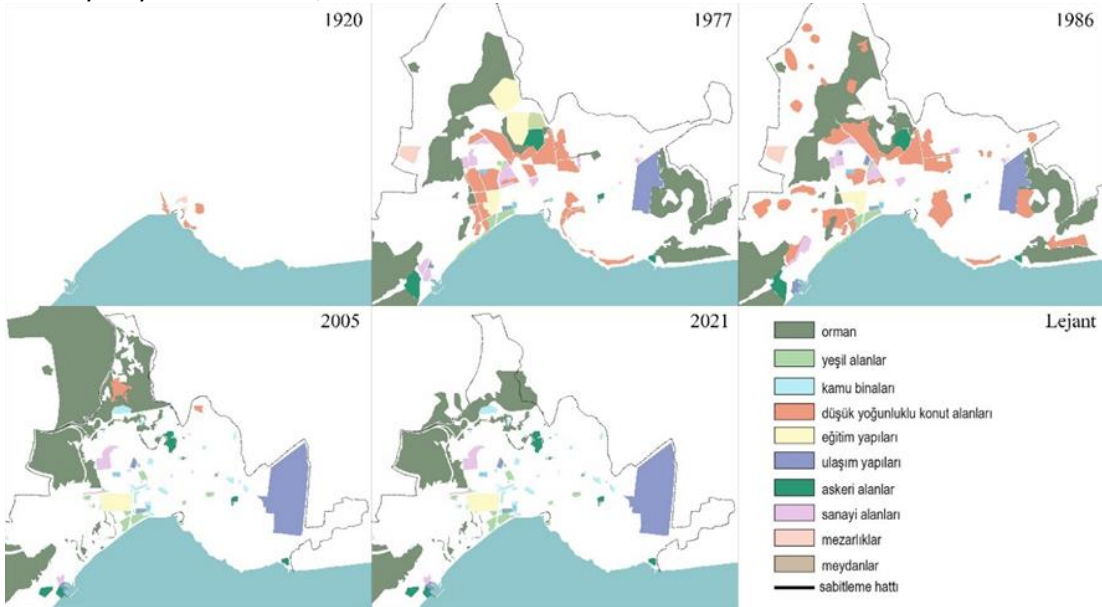 1920
1977
1986
2005
2021
Lejant
orman
yeşil alanlar
kamu binaları
düşük yoğunluklu konut alanları
eğitim yapıları
ulaşım yapıları
askeri alanlar
sanayi alanları
mezarlıklar
meydanlar
sabitleme hattı